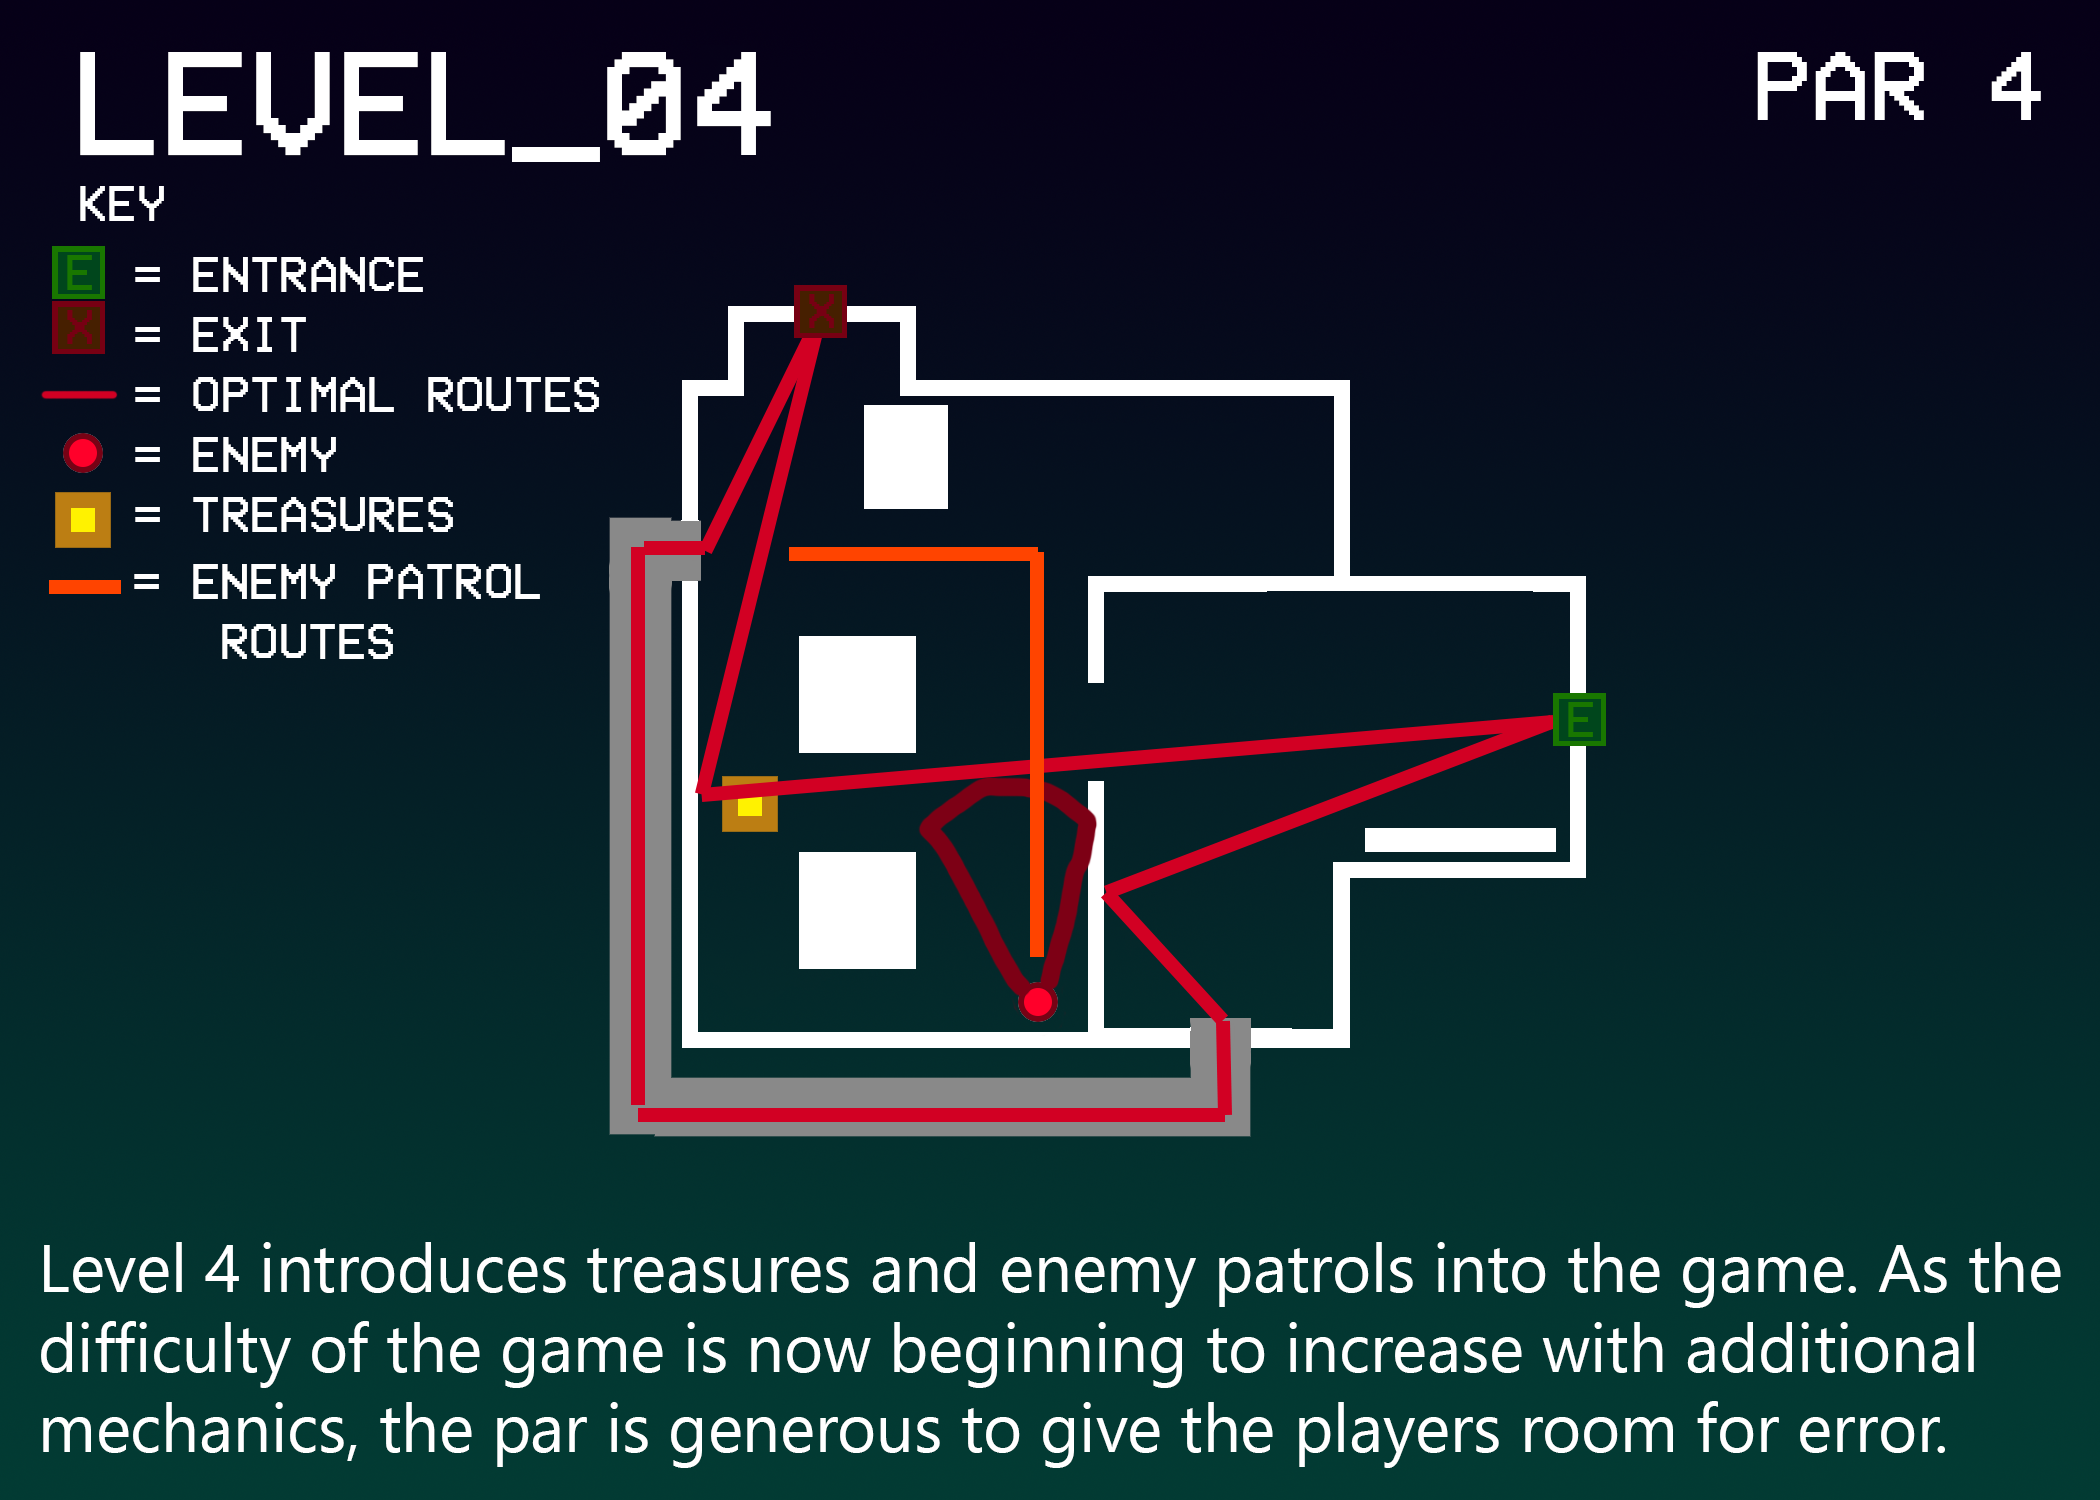 LEVEL_04
PAR 4
KEY
E = ENTRANCE
X = EXIT
= OPTIMAL ROUTES
= ENEMY
= TREASURES
= ENEMY PATROL
ROUTES
X
E
Level 4 introduces treasures and enemy patrols into the game. As the
difficulty of the game is now beginning to increase with additional
mechanics, the par is generous to give the players room for error.